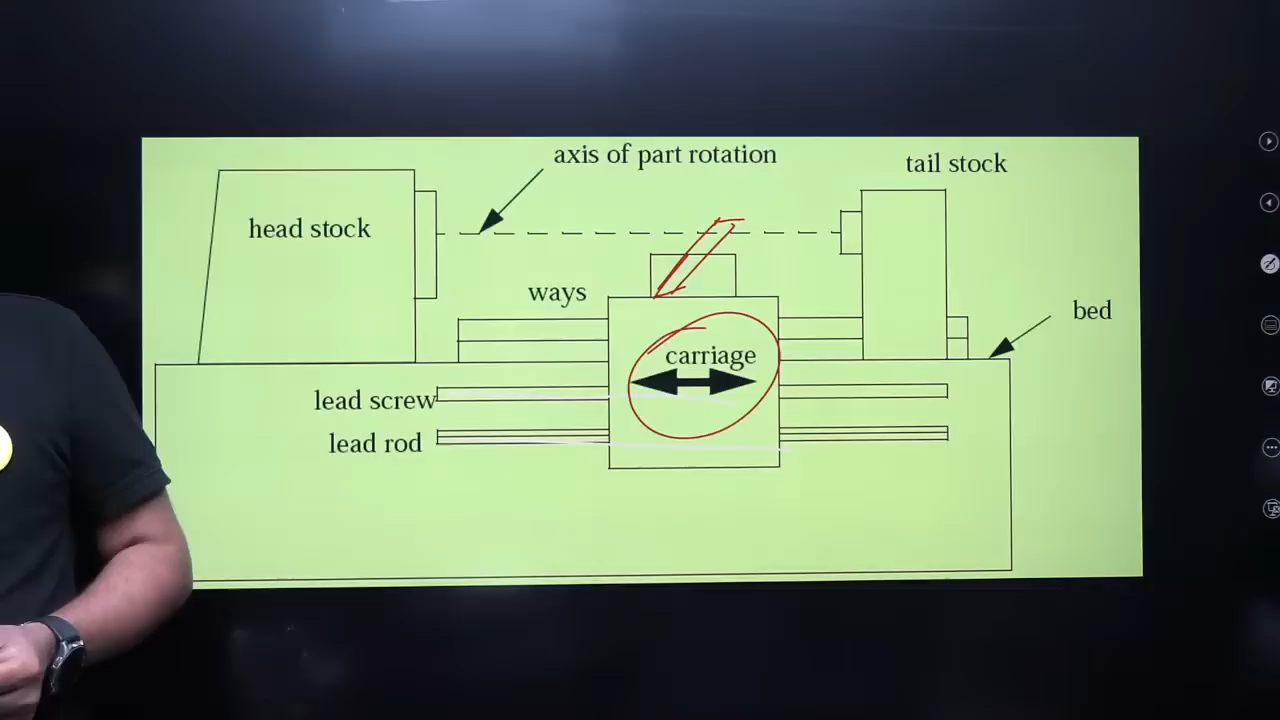 axis of part rotation
tail stock
head stock
ways
bed
carriage
lead screw
lead rod